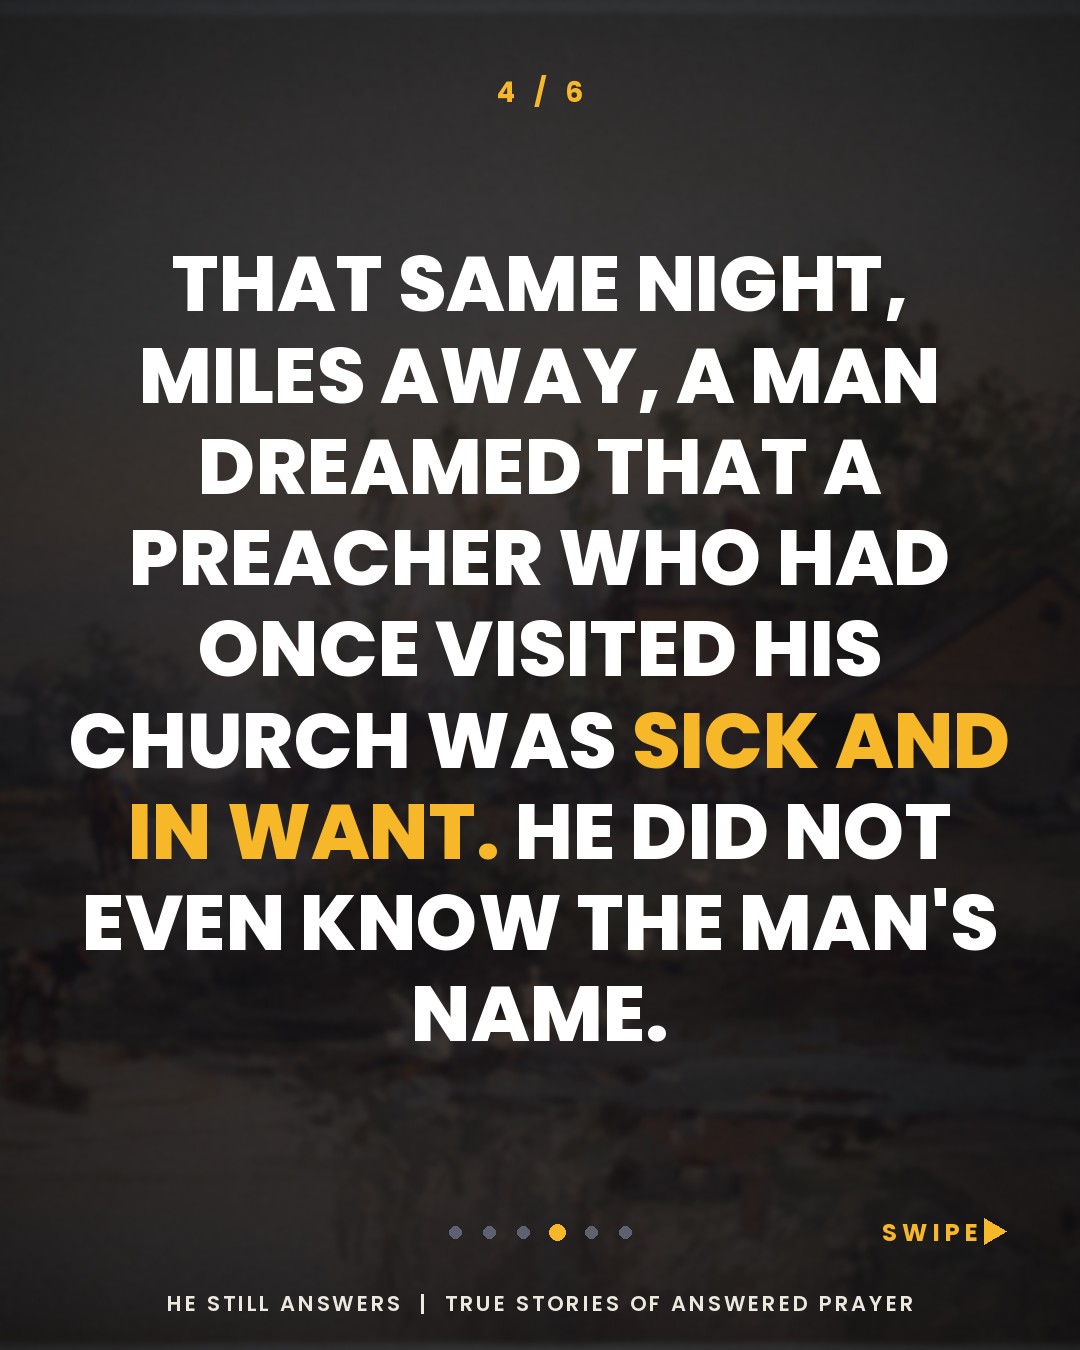 4 / 6
THAT SAME NIGHT,
MILES AWAY, A MAN
DREAMED THAT A
PREACHER WHO HAD
ONCE VISITED HIS
CHURCH WAS SICK AND
IN WANT. HE DID NOT
EVEN KNOW THE MAN'S
NAME.
SWIPE
HE STILL ANSWERS | TRUE STORIES OF ANSWERED PRAYER